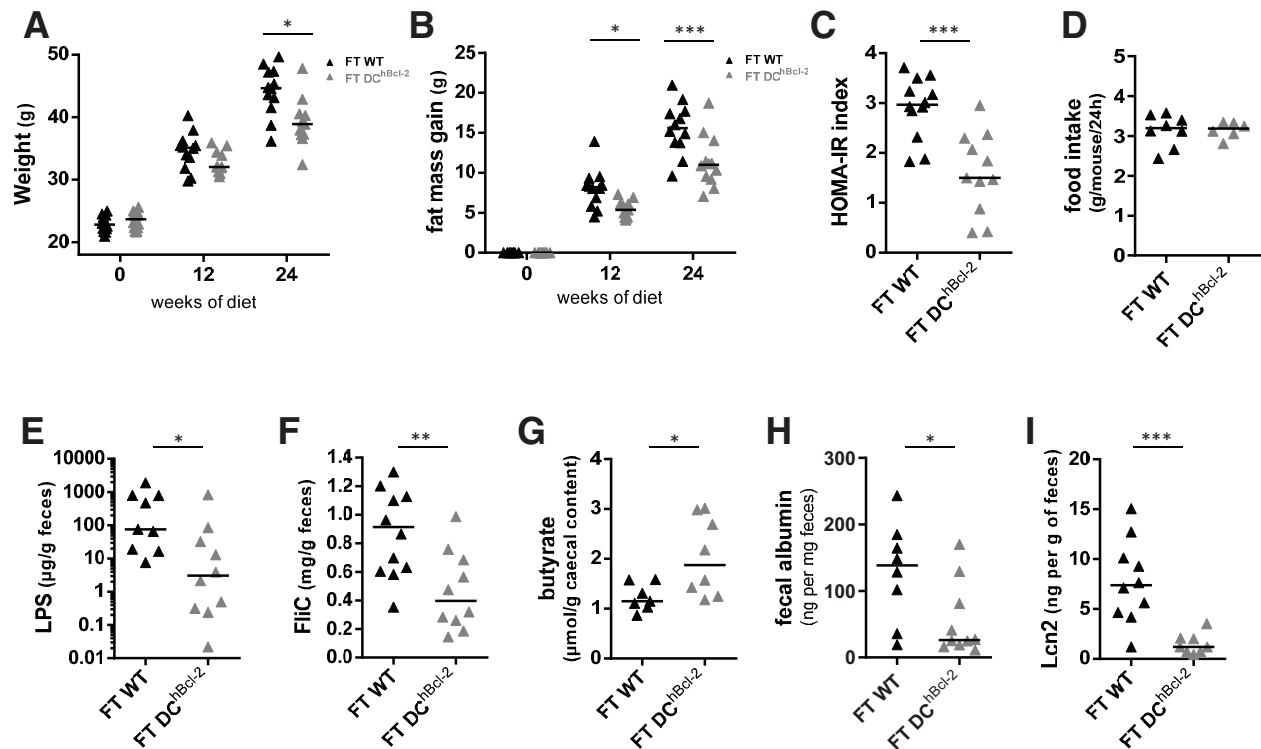 A
*
Weight (g)
50
40
30
20
0
12
24
weeks of diet
FT WT
FT DC^hBcl-2
B
*
***
fat mass gain (g)
25
20
15
10
5
0
0
12
24
weeks of diet
FT WT
FT DC^hBcl-2
C
***
HOMA-IR index
4
3
2
1
0
FT WT
FT DC^hBcl-2
D
food intake
(g/mouse/24h)
5
4
3
2
1
0
FT WT
FT DC^hBcl-2
E
*
LPS (µg/g feces)
10000
1000
100
10
1
0.1
0.01
FT WT
FT DC^hBcl-2
F
**
FliC (mg/g feces)
1.4
1.2
1.0
0.8
0.6
0.4
0.2
0.0
FT WT
FT DC^hBcl-2
G
*
butyrate
(µmol/g caecal content)
4
3
2
1
0
FT WT
FT DC^hBcl-2
H
*
fecal albumin
(ng per mg feces)
300
200
100
0
FT WT
FT DC^hBcl-2
I
***
Lcn2 (ng per g of feces)
20
15
10
5
0
FT WT
FT DC^hBcl-2